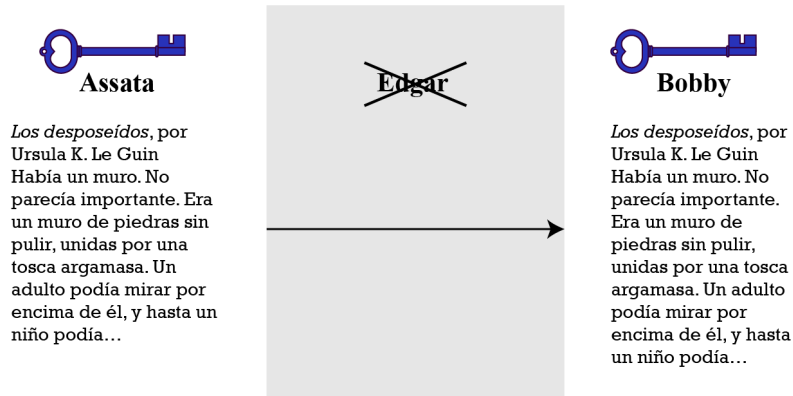 Assata
Los desposeídos, por
Ursula K. Le Guin
Había un muro. No
parecía importante. Era
un muro de piedras sin
pulir, unidas por una
tosca argamasa. Un
adulto podía mirar por
encima de él, y hasta un
niño podía…
Edgar
Bobby
Los desposeídos, por
Ursula K. Le Guin
Había un muro. No
parecía importante.
Era un muro de
piedras sin pulir,
unidas por una tosca
argamasa. Un adulto
podía mirar por
encima de él, y hasta
un niño podía…